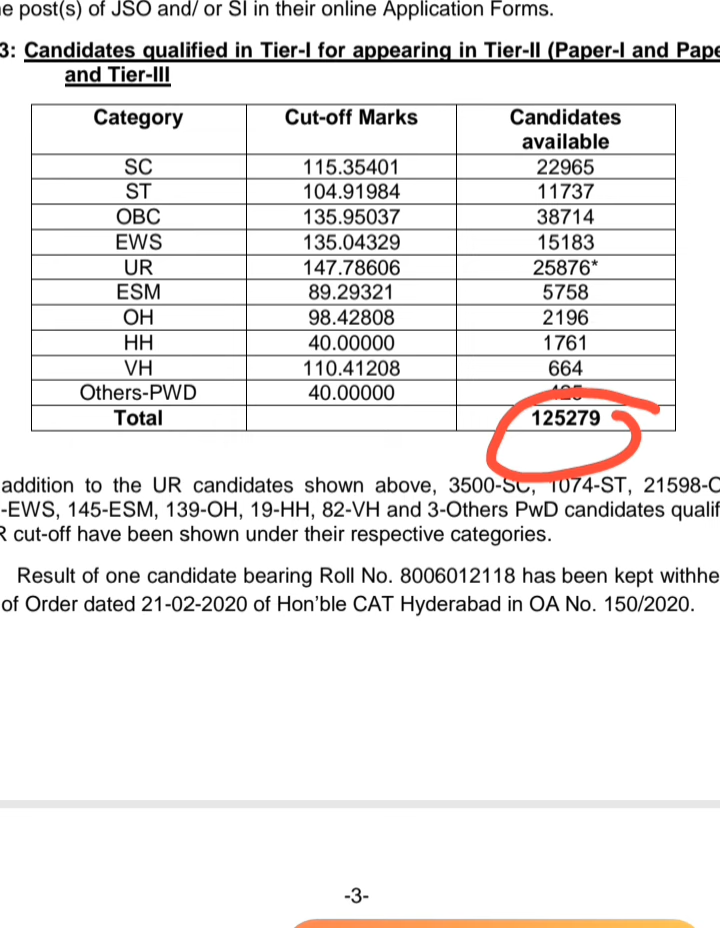 e post(s) of JSO and/ or SI in their online Application Forms.
3: Candidates qualified in Tier-I for appearing in Tier-II (Paper-I and Pape
and Tier-III
Category Cut-off Marks Candidates
available
SC 115.35401 22965
ST 104.91984 11737
OBC 135.95037 38714
EWS 135.04329 15183
UR 147.78606 25876*
ESM 89.29321 5758
OH 98.42808 2196
HH 40.00000 1761
VH 110.41208 664
Others-PWD 40.00000
Total 125279
addition to the UR candidates shown above, 3500-SC, 1074-ST, 21598-O
-EWS, 145-ESM, 139-OH, 19-HH, 82-VH and 3-Others PwD candidates qualif
R cut-off have been shown under their respective categories.
Result of one candidate bearing Roll No. 8006012118 has been kept withhe
of Order dated 21-02-2020 of Hon'ble CAT Hyderabad in OA No. 150/2020.
-3-